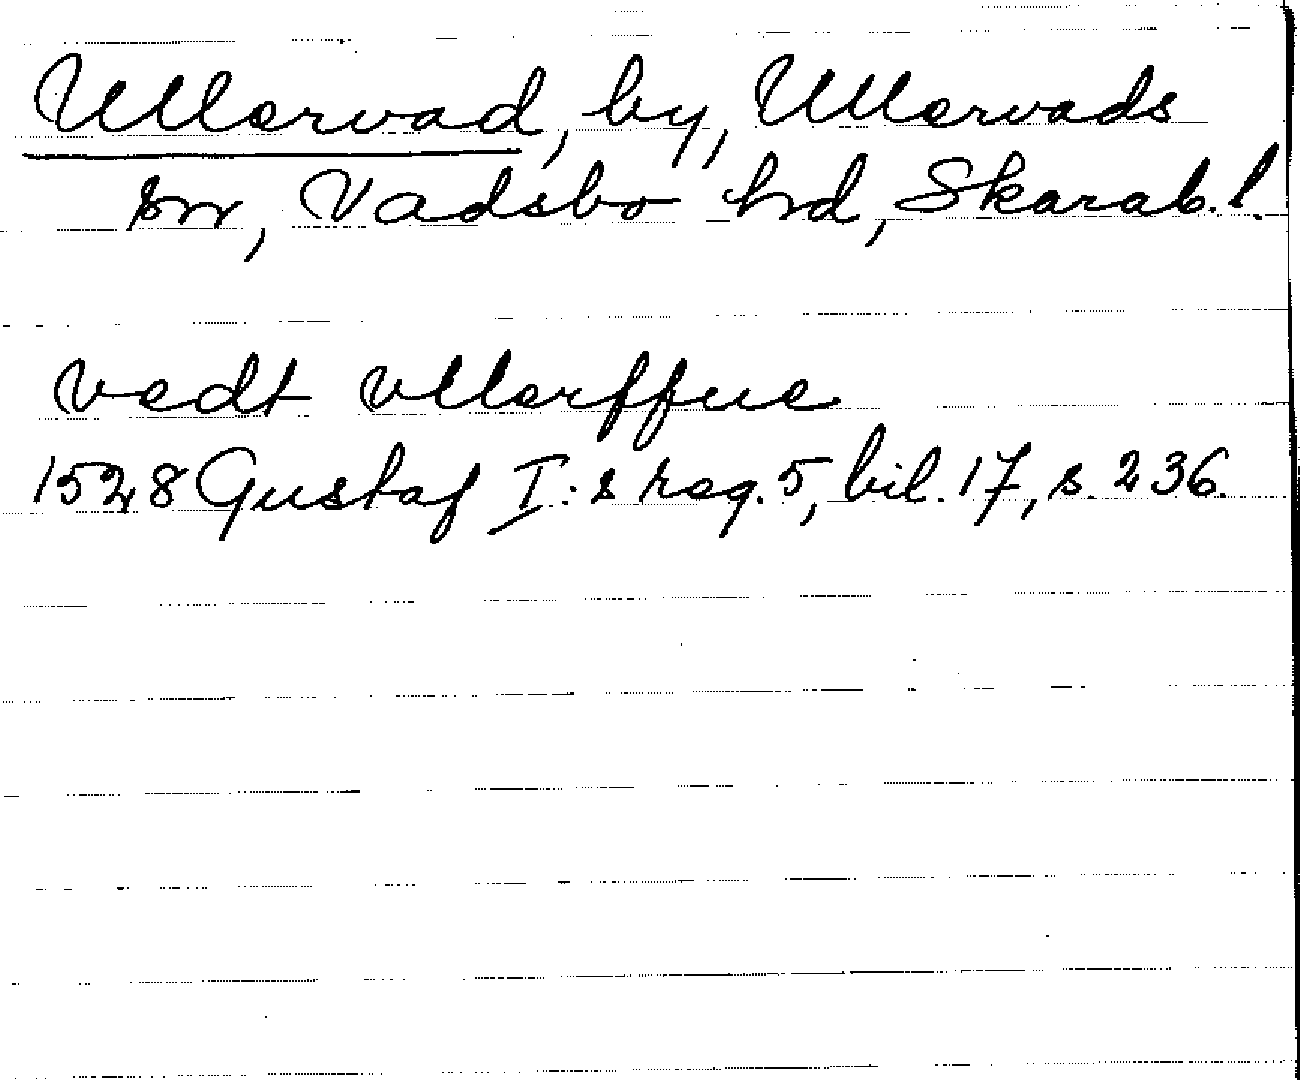 Ullervad, by, Ullervads
sn, Vadsbo hd, Skarab. l.
vedt vllerffue
1528 Gustaf I:s reg. 5, bil. 17, s. 236.